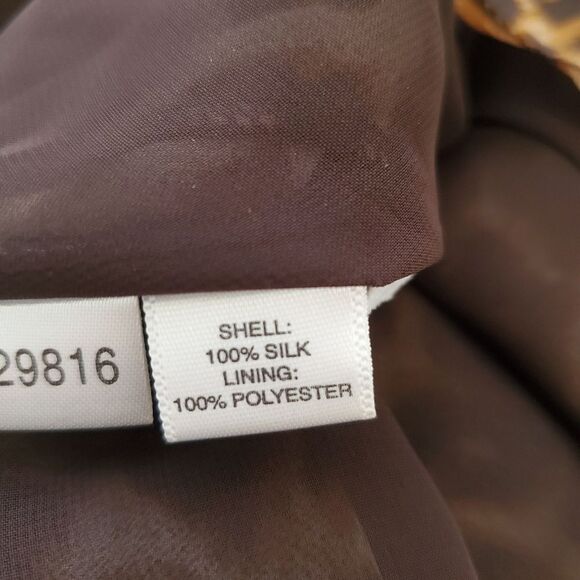 29816
SHELL:
100% SILK
LINING:
100% POLYESTER